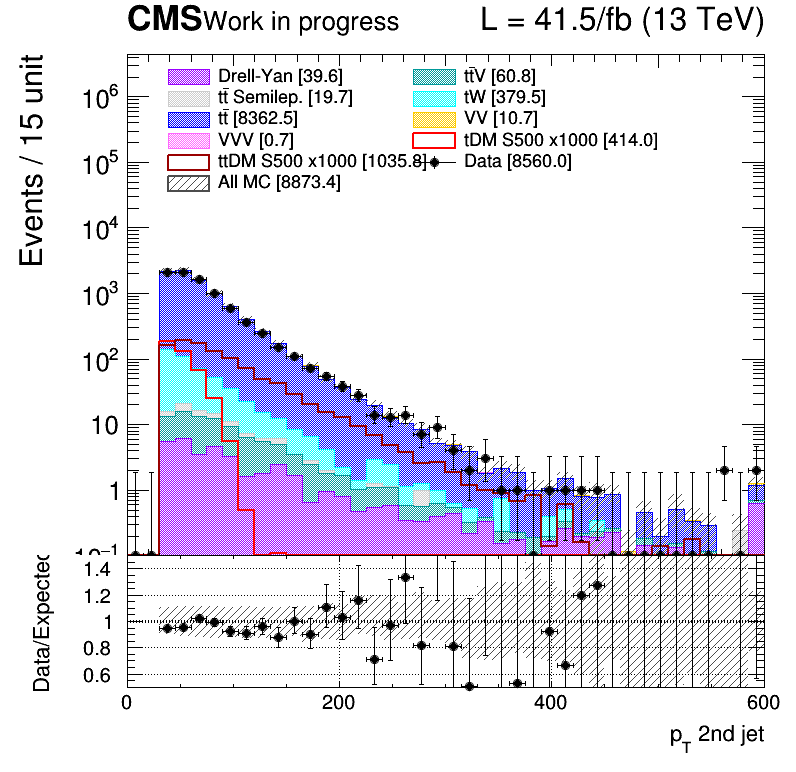 CMS Work in progress L = 41.5/fb (13 TeV)
Events / 15 unit
Drell-Yan [39.6] tt̄V [60.8]
tt̄ Semilep. [19.7] tW [379.5]
tt̄ [8362.5] VV [10.7]
VVV [0.7] tDM S500 x1000 [414.0]
ttDM S500 x1000 [1035.8] Data [8560.0]
All MC [8873.4]
10⁶
10⁵
10⁴
10³
10²
10
1
10⁻¹
Data/Expected
1.4
1.2
1
0.8
0.6
0 200 400 600
p_T 2nd jet